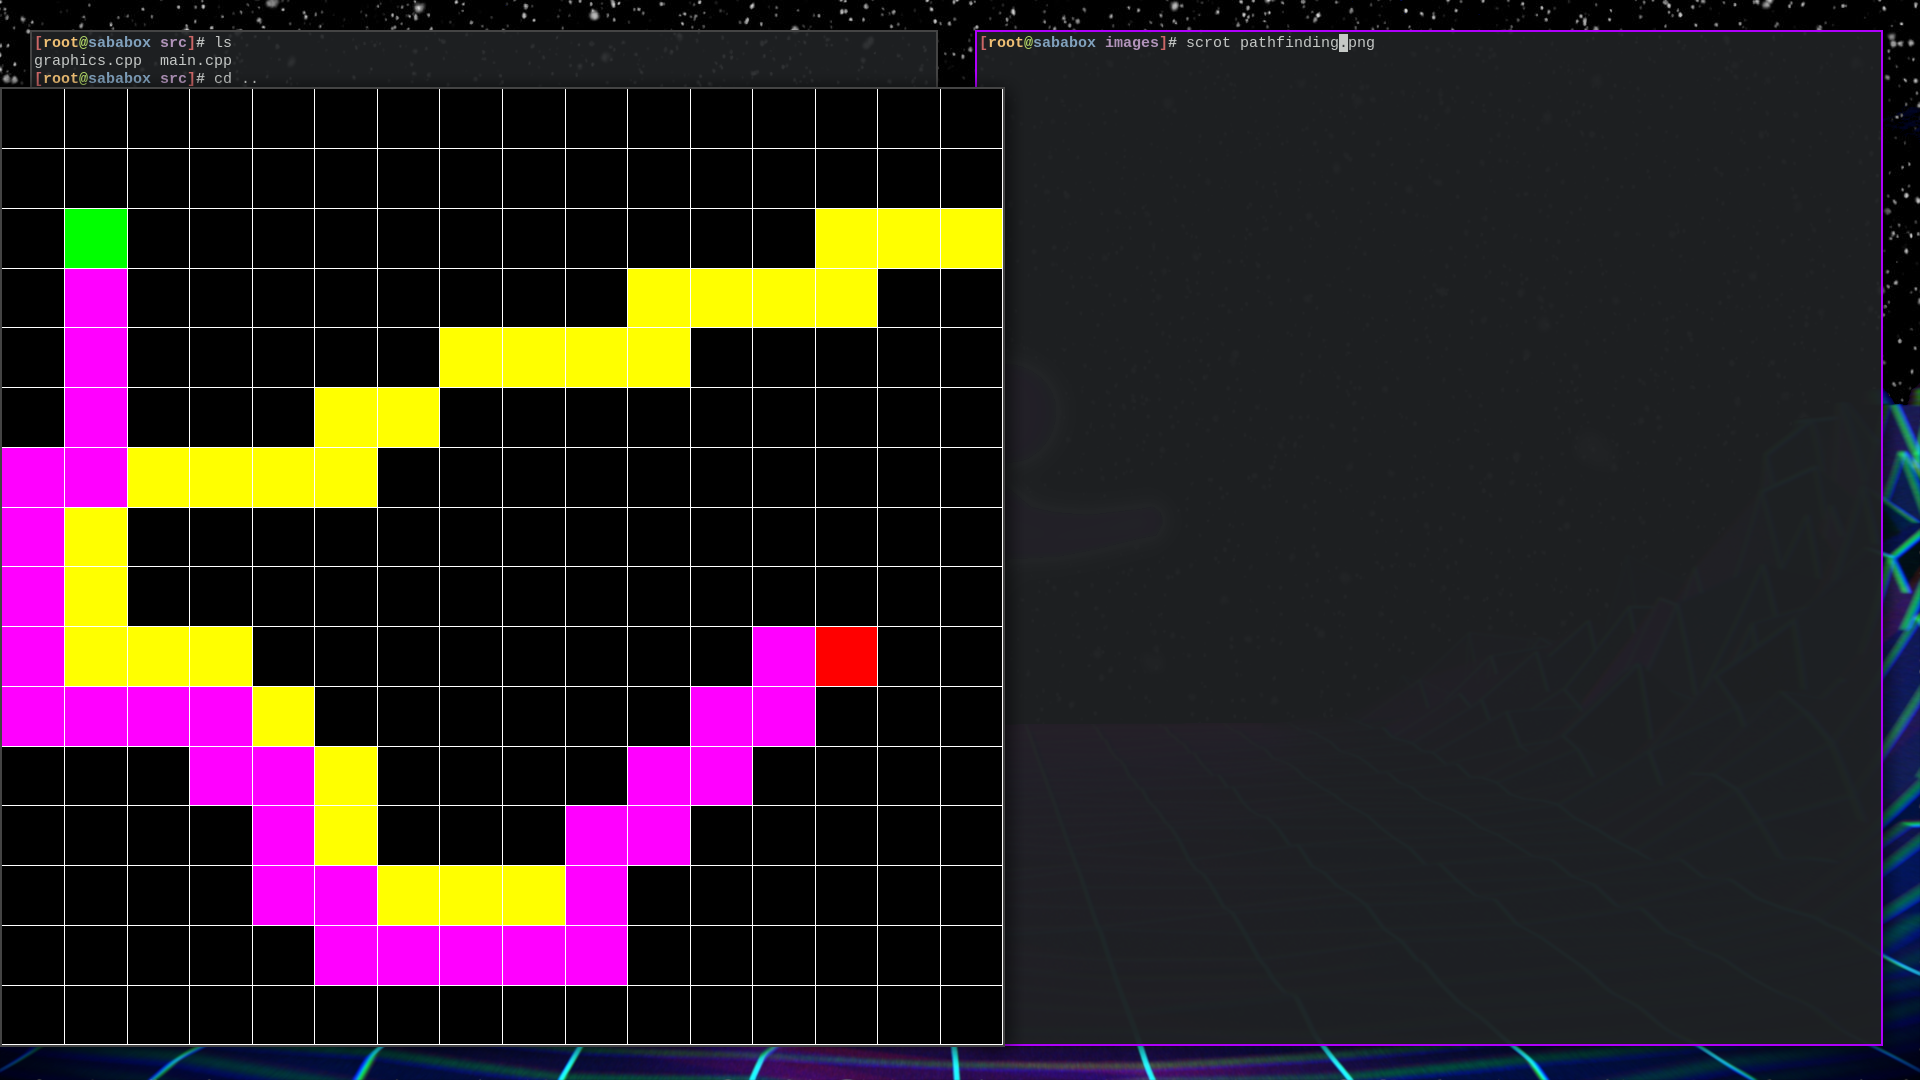 [root@sababox src]# ls
graphics.cpp  main.cpp
[root@sababox src]# cd ..
[root@sababox images]# scrot pathfinding.png